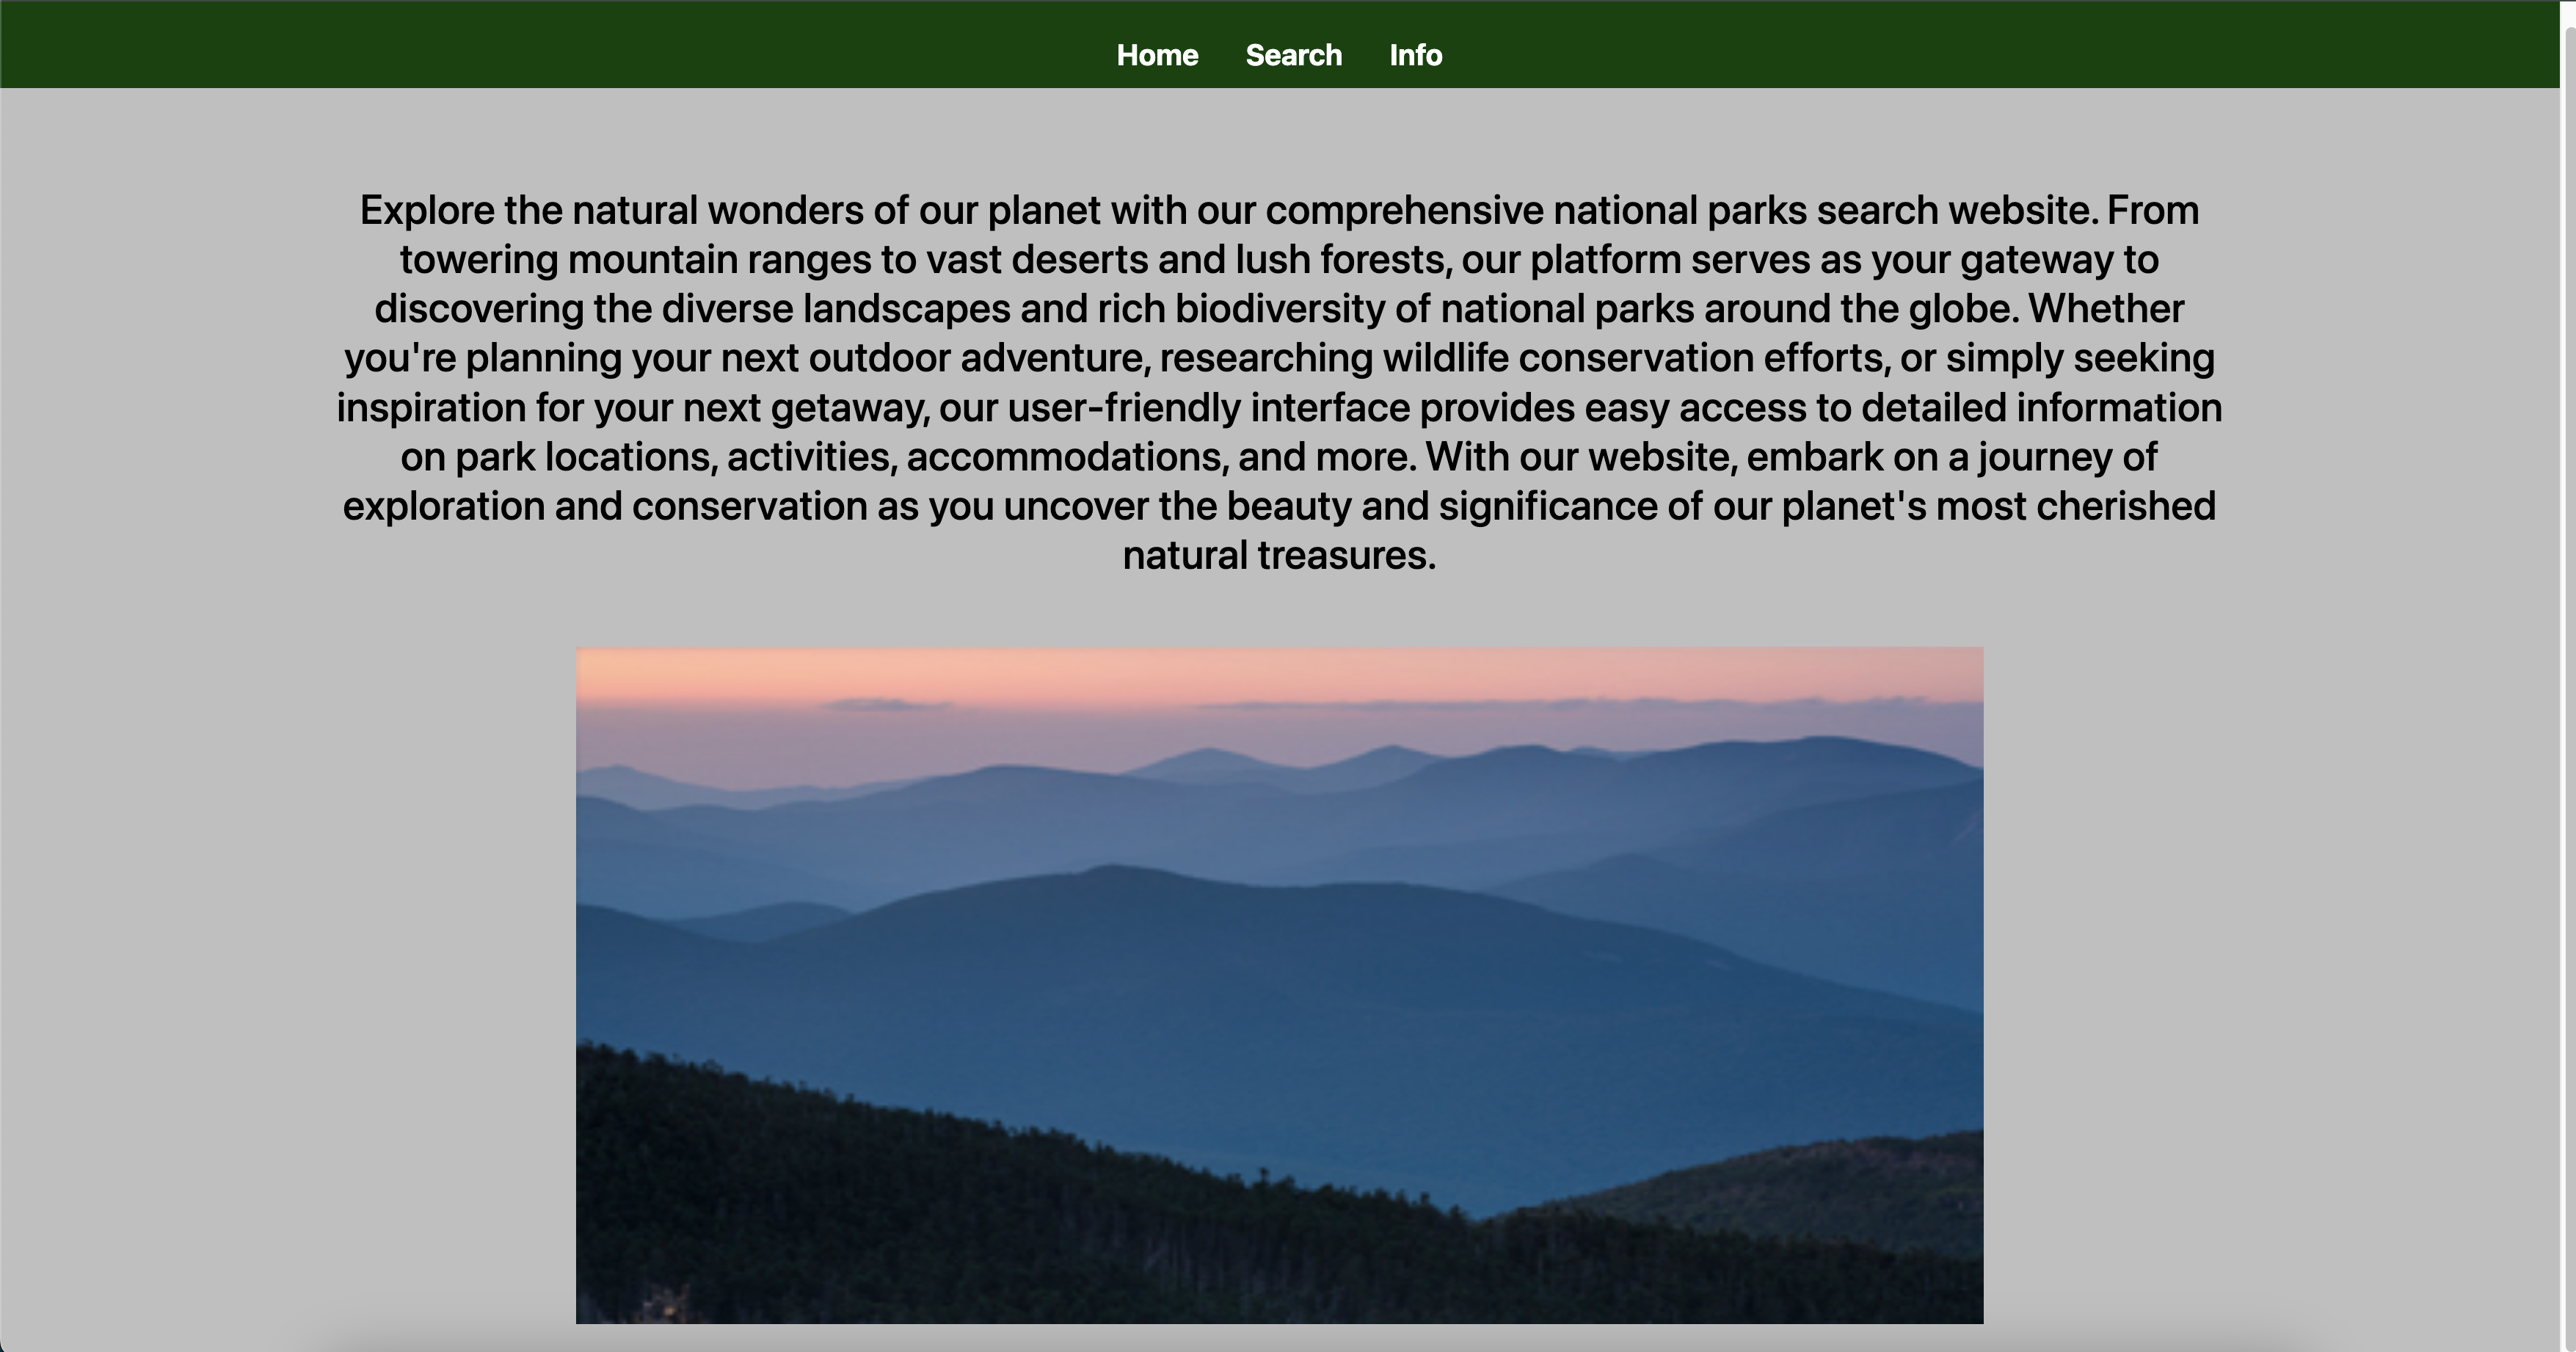 Home Search Info
Explore the natural wonders of our planet with our comprehensive national parks search website. From
towering mountain ranges to vast deserts and lush forests, our platform serves as your gateway to
discovering the diverse landscapes and rich biodiversity of national parks around the globe. Whether
you're planning your next outdoor adventure, researching wildlife conservation efforts, or simply seeking
inspiration for your next getaway, our user-friendly interface provides easy access to detailed information
on park locations, activities, accommodations, and more. With our website, embark on a journey of
exploration and conservation as you uncover the beauty and significance of our planet's most cherished
natural treasures.